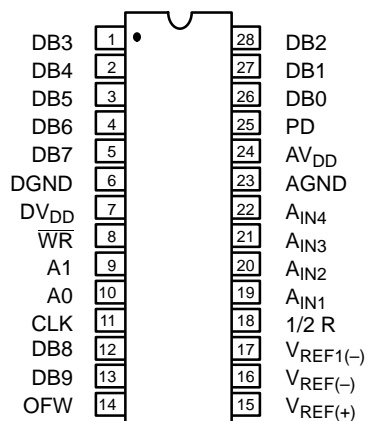 DB3 1 28 DB2
DB4 2 27 DB1
DB5 3 26 DB0
DB6 4 25 PD
DB7 5 24 AVDD
DGND 6 23 AGND
DVDD 7 22 AIN4
W̅R̅ 8 21 AIN3
A1 9 20 AIN2
A0 10 19 AIN1
CLK 11 18 1/2 R
DB8 12 17 VREF1(–)
DB9 13 16 VREF(–)
OFW 14 15 VREF(+)